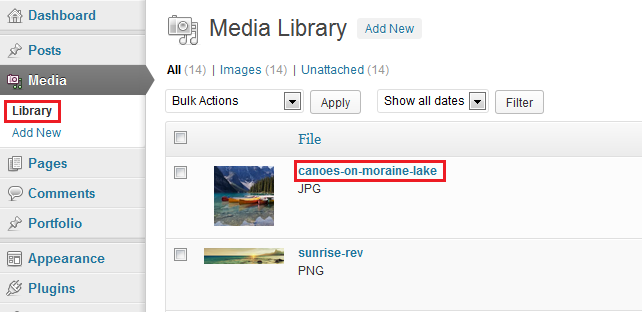 Dashboard
Posts
Media
Library
Add New
Pages
Comments
Portfolio
Appearance
Plugins
Media Library Add New
All (14) | Images (14) | Unattached (14)
Bulk Actions Apply Show all dates Filter
File
canoes-on-moraine-lake
JPG
sunrise-rev
PNG